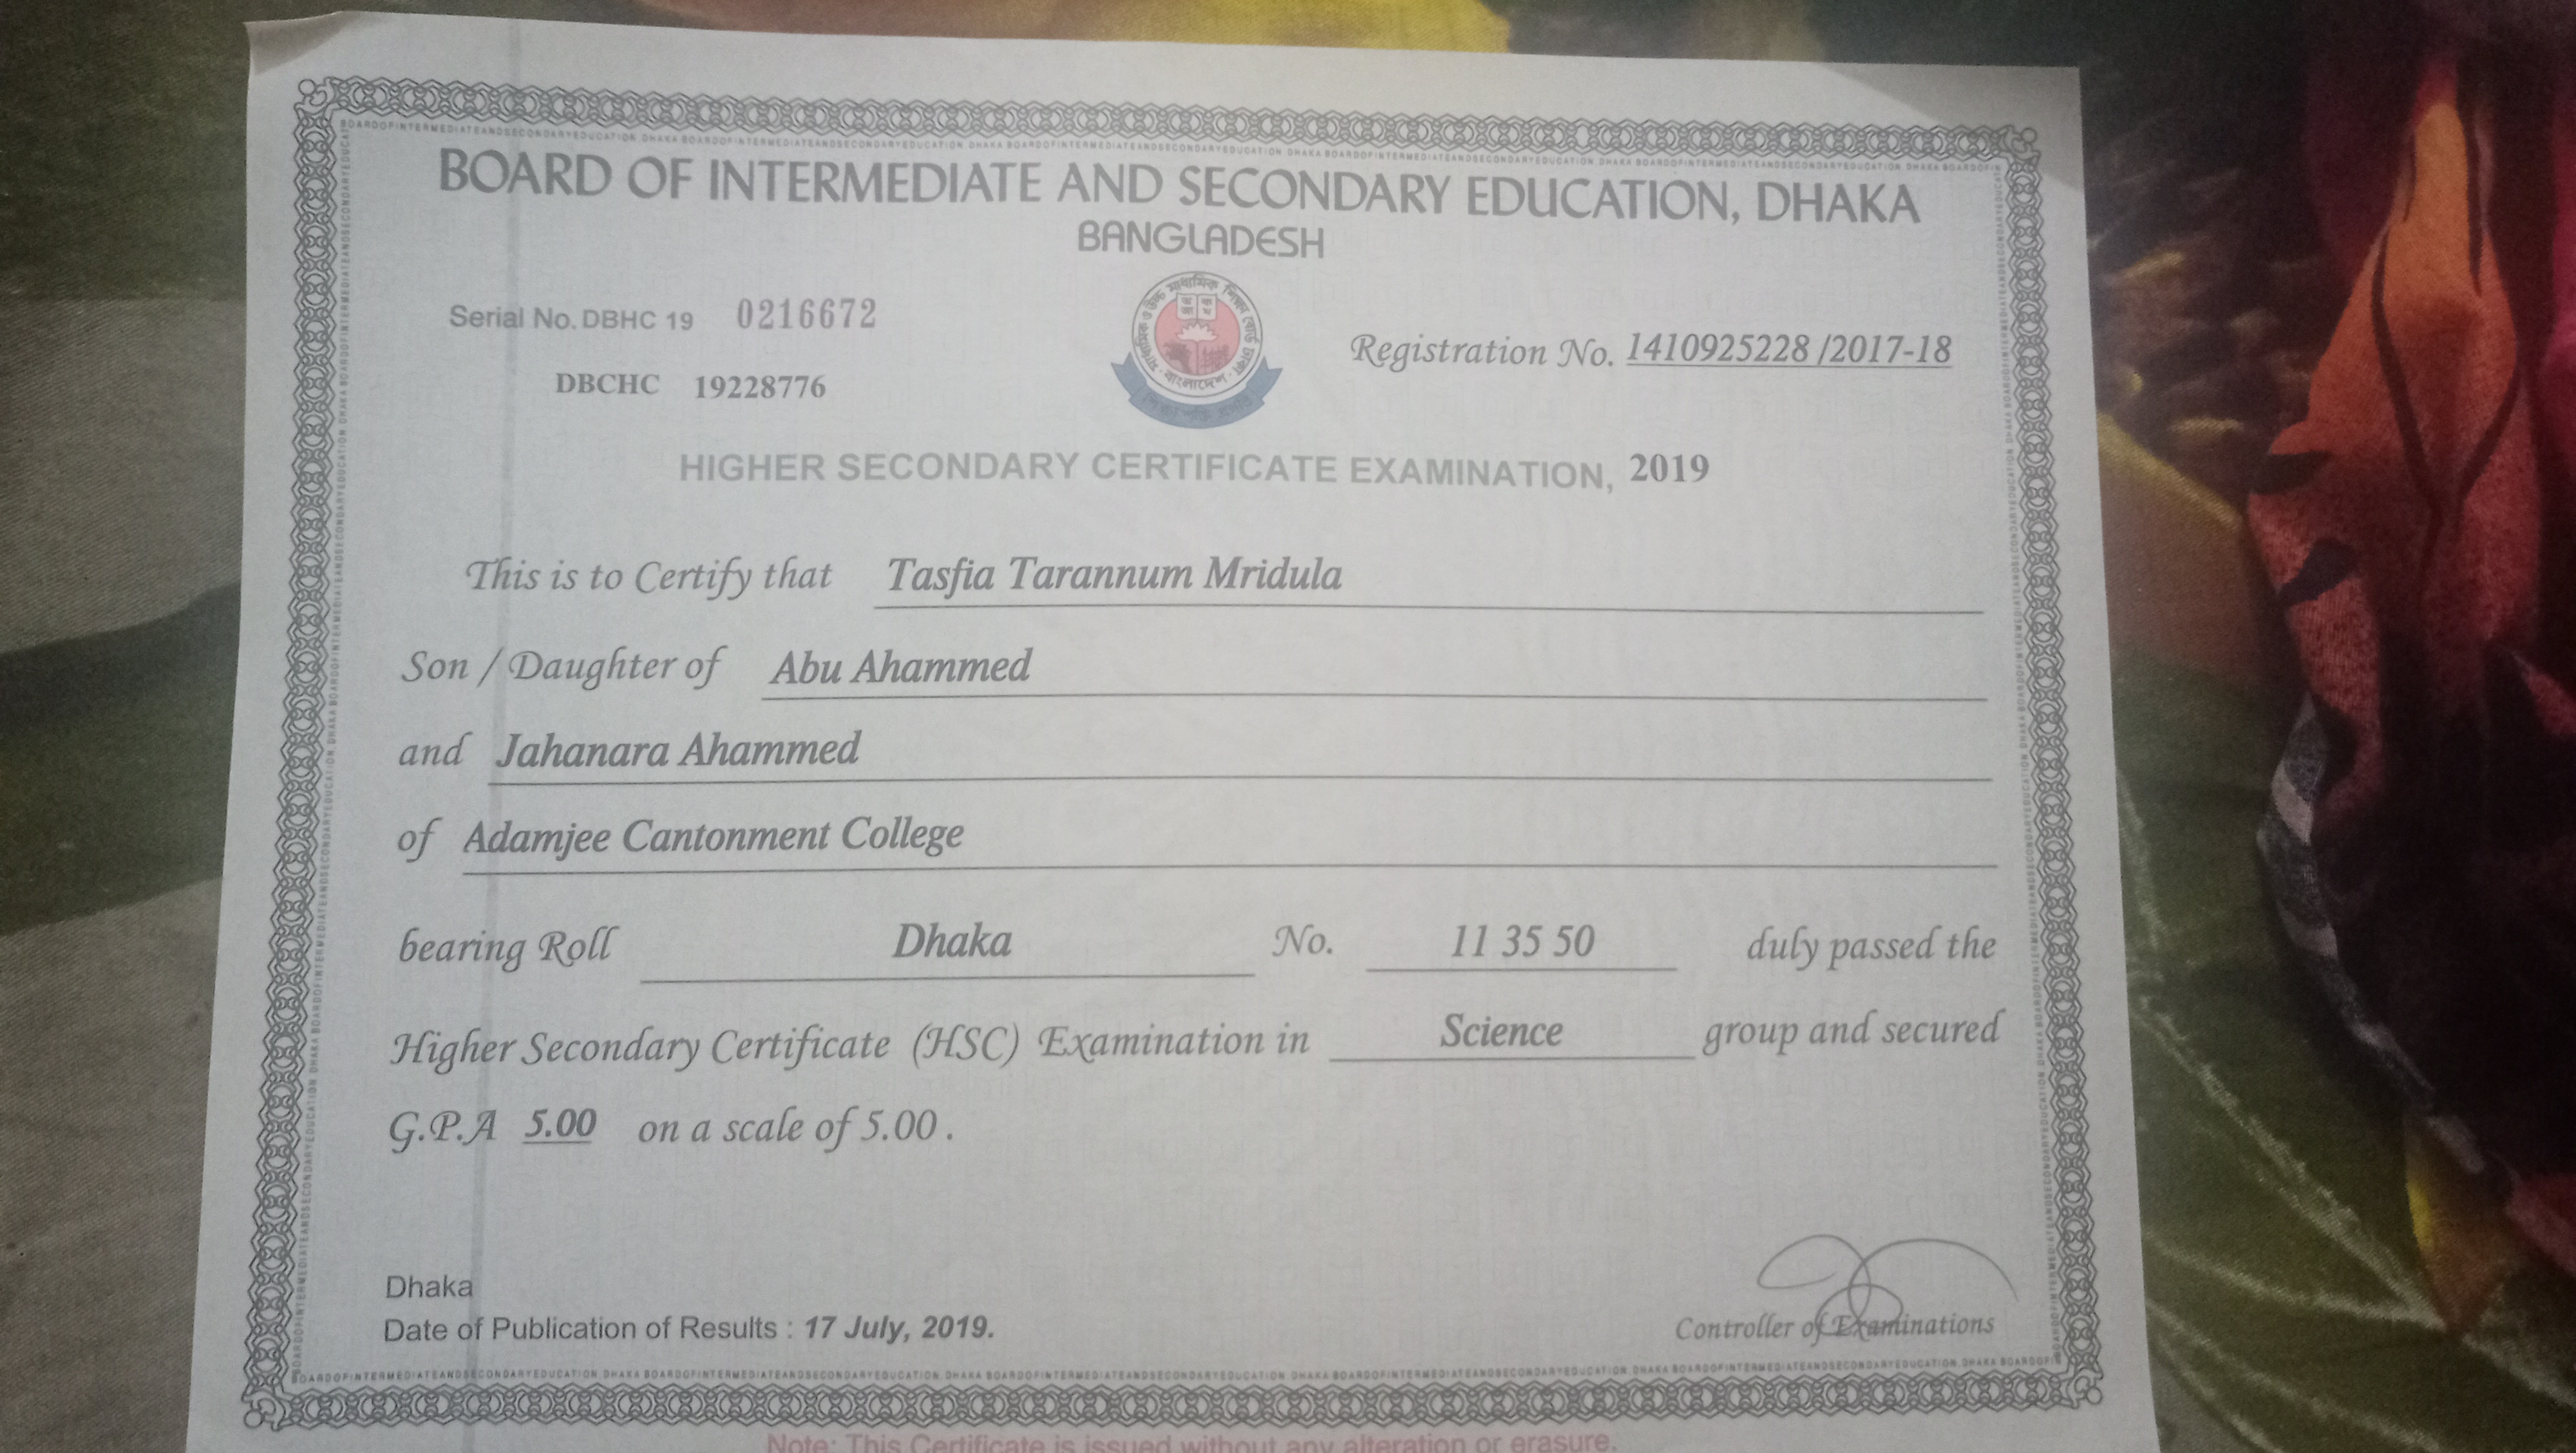 BOARD OF INTERMEDIATE AND SECONDARY EDUCATION, DHAKA
BANGLADESH
Serial No. DBHC 19 0216672
DBCHC 19228776
Registration No. 1410925228 /2017-18
HIGHER SECONDARY CERTIFICATE EXAMINATION, 2019
This is to Certify that Tasfia Tarannum Mridula
Son / Daughter of Abu Ahammed
and Jahanara Ahammed
of Adamjee Cantonment College
bearing Roll Dhaka No. 11 35 50 duly passed the
Higher Secondary Certificate (HSC) Examination in Science group and secured
G.P.A 5.00 on a scale of 5.00 .
Dhaka
Date of Publication of Results : 17 July, 2019.
Controller of Examinations
Note: This Certificate is issued without any alteration or erasure.